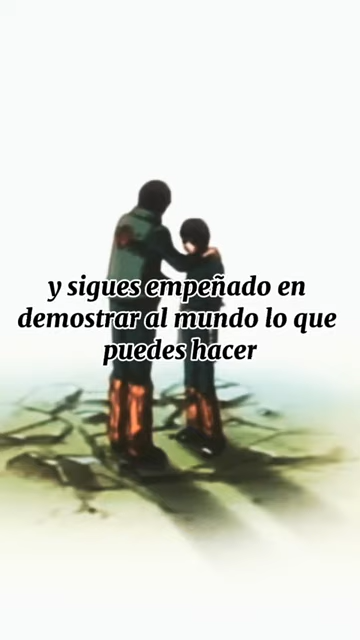 y sigues empeñado en
demostrar al mundo lo que
puedes hacer